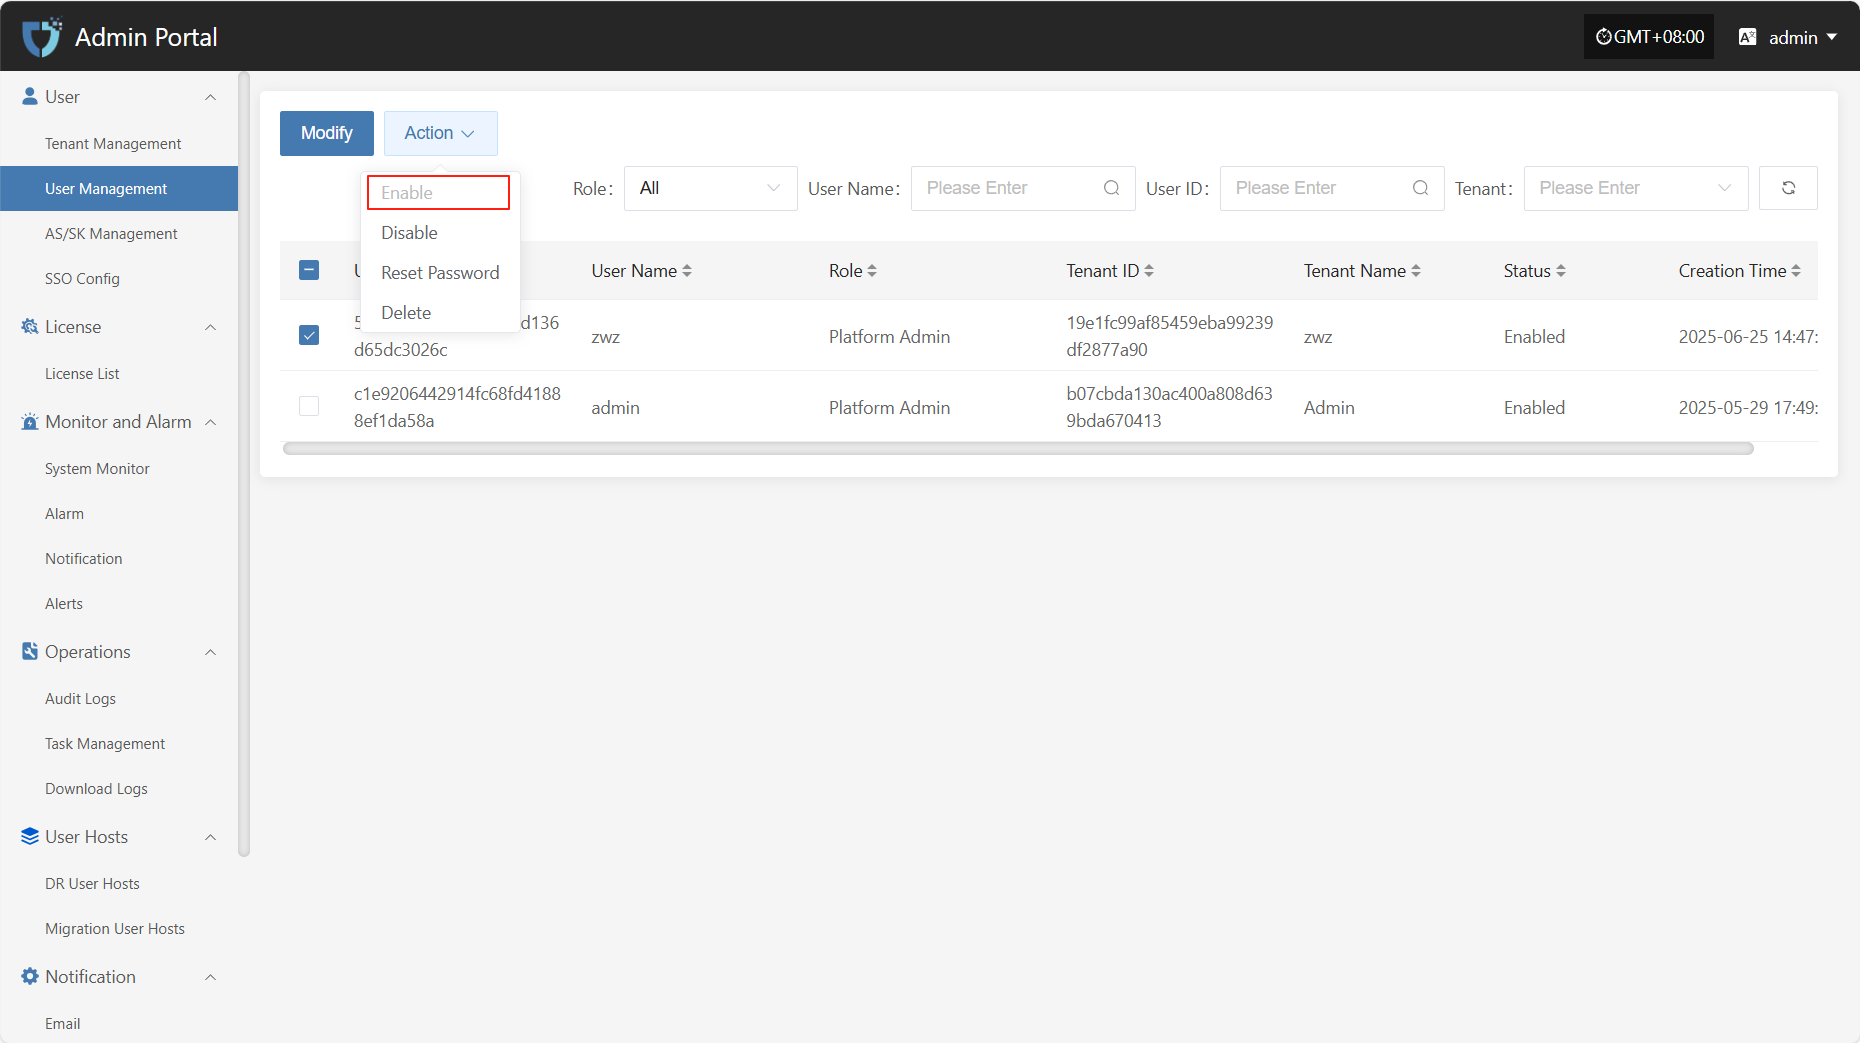 Admin Portal
GMT+08:00
admin
User
Tenant Management
User Management
AS/SK Management
SSO Config
License
License List
Monitor and Alarm
System Monitor
Alarm
Notification
Alerts
Operations
Audit Logs
Task Management
Download Logs
User Hosts
DR User Hosts
Migration User Hosts
Notification
Email
Modify
Action
Enable
Disable
Reset Password
Delete
Role: All
User Name: Please Enter
User ID: Please Enter
Tenant: Please Enter
User Name Role Tenant ID Tenant Name Status Creation Time
d136
d65dc3026c
zwz
Platform Admin
19e1fc99af85459eba99239
df2877a90
zwz
Enabled
2025-06-25 14:47:
c1e9206442914fc68fd4188
8ef1da58a
admin
Platform Admin
b07cbda130ac400a808d63
9bda670413
Admin
Enabled
2025-05-29 17:49: